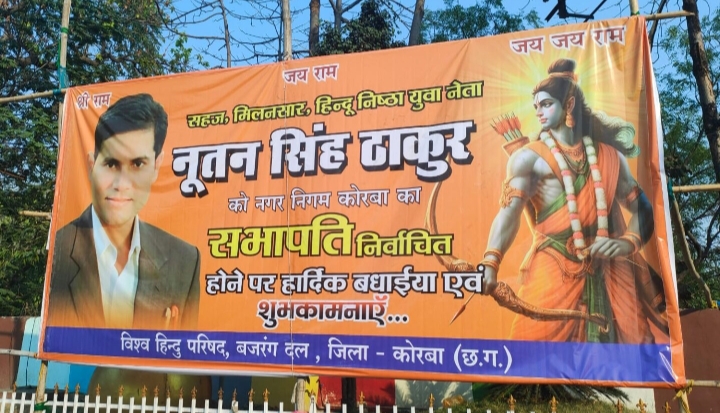 श्री राम
जय राम
जय जय राम
सहज, मिलनसार, हिन्दू निष्ठा युवा नेता
नूतन सिंह ठाकुर
को नगर निगम कोरबा का
सभापति निर्वाचित
होने पर हार्दिक बधाईया एवं
शुभकामनाएँ...
विश्व हिन्दु परिषद, बजरंग दल , जिला - कोरबा (छ.ग.)